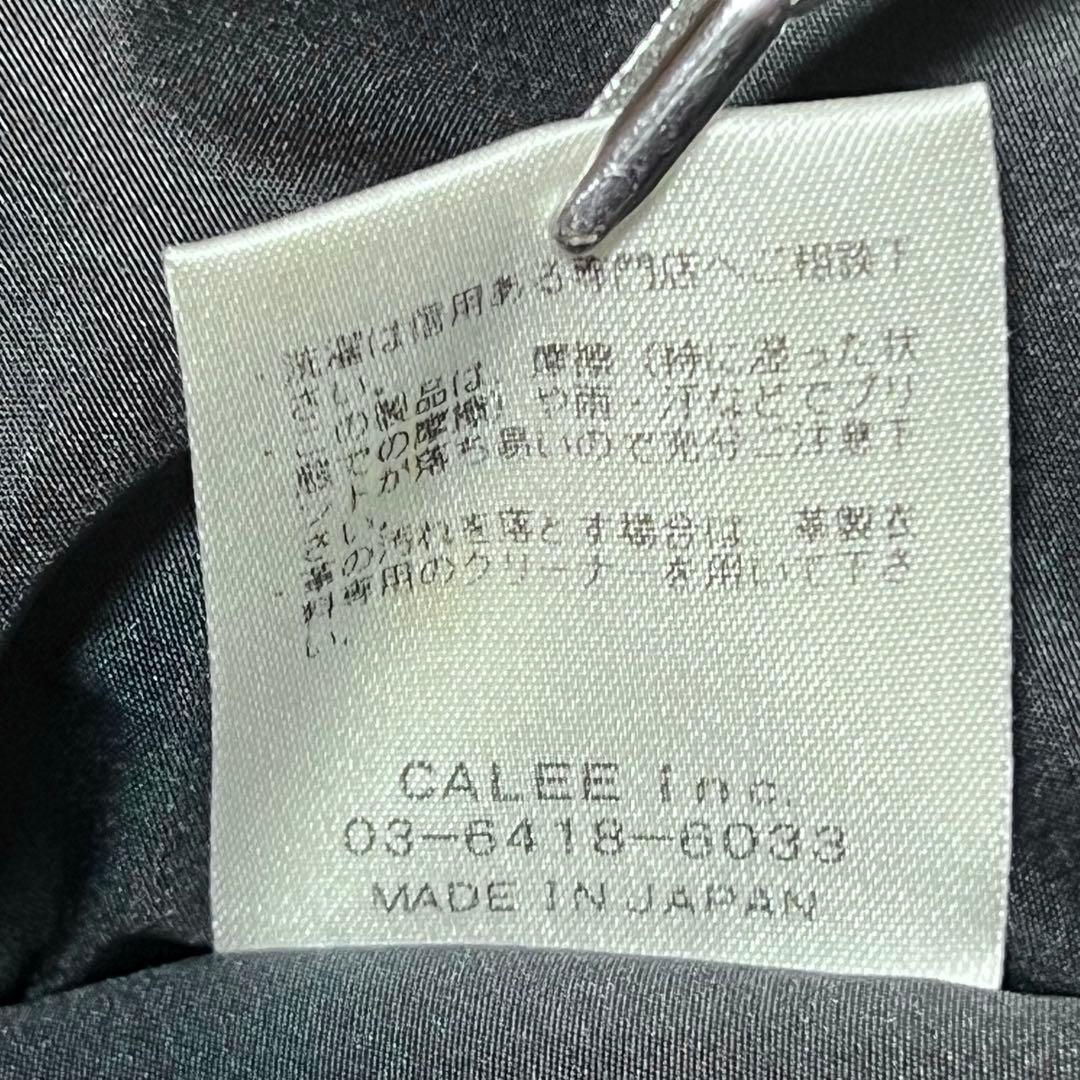 ・洗濯は信用ある専門店へご相談下
さい。
・この製品は、摩擦（特に湿った状
態での摩擦）や雨・汗などでプリ
ントが落ち易いので充分ご注意下
さい。
・革の汚れを落とす場合は、革製衣
料専用のクリーナーを用いて下さ
い。
CALEE Inc.
03-6418-6033
MADE IN JAPAN